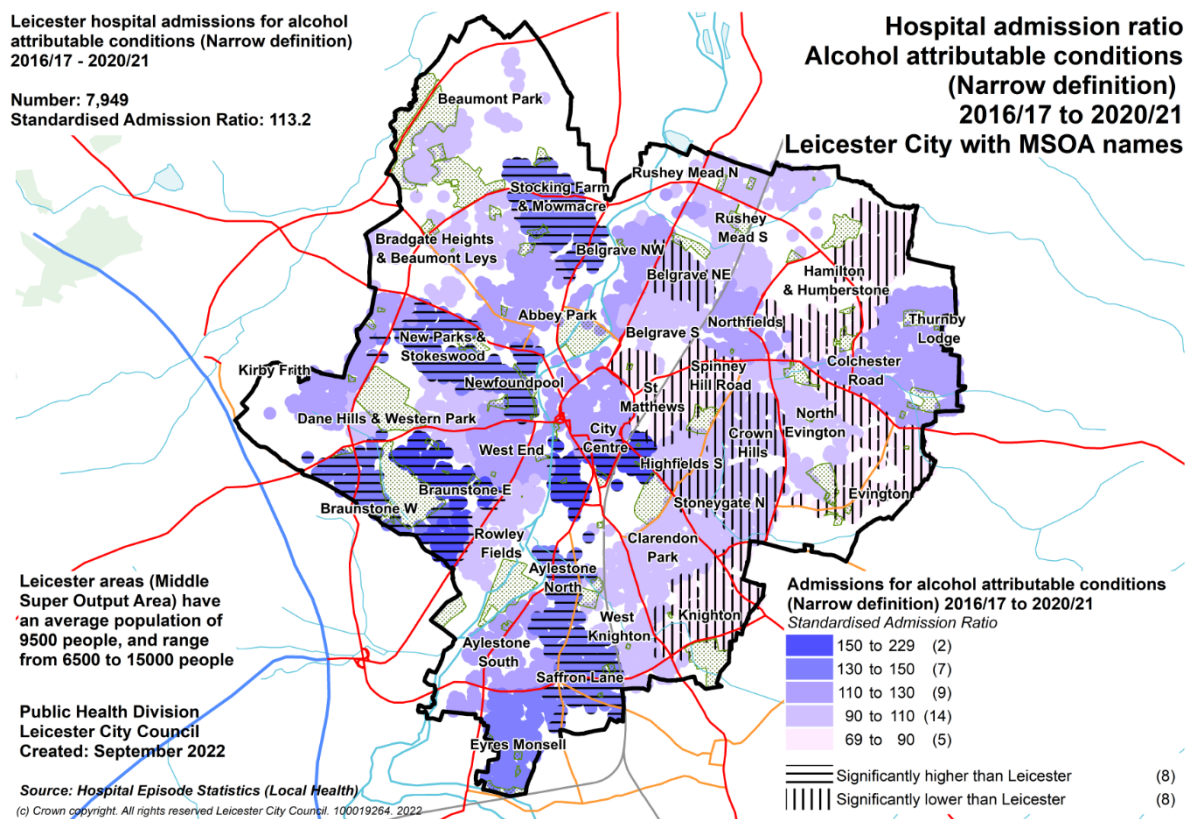 Leicester hospital admissions for alcohol
attributable conditions (Narrow definition)
2016/17 - 2020/21
Number: 7,949
Standardised Admission Ratio: 113.2
Hospital admission ratio
Alcohol attributable conditions
(Narrow definition)
2016/17 to 2020/21
Leicester City with MSOA names
Beaumont Park
Rushey Mead N
Stocking Farm
& Mowmacre
Rushey
Mead S
Bradgate Heights
& Beaumont Leys
Belgrave NW
Belgrave NE
Hamilton
& Humberstone
Abbey Park
Belgrave S
Northfields
Thurnby
Lodge
New Parks &
Stokeswood
Kirby Frith
Newfoundpool
Spinney
Hill Road
Colchester
Road
St
Matthews
Dane Hills & Western Park
North
Evington
City
Centre
Crown
Hills
West End
Highfields S
Braunstone E
Evington
Braunstone W
Stoneygate N
Rowley
Fields
Clarendon
Park
Aylestone
North
West
Knighton
Knighton
Aylestone
South
Saffron Lane
Eyres Monsell
Leicester areas (Middle
Super Output Area) have
an average population of
9500 people, and range
from 6500 to 15000 people
Public Health Division
Leicester City Council
Created: September 2022
Source: Hospital Episode Statistics (Local Health)
(c) Crown copyright. All rights reserved Leicester City Council. 100019264. 2022
Admissions for alcohol attributable conditions
(Narrow definition) 2016/17 to 2020/21
Standardised Admission Ratio
150 to 229 (2)
130 to 150 (7)
110 to 130 (9)
90 to 110 (14)
69 to 90 (5)
Significantly higher than Leicester (8)
Significantly lower than Leicester (8)